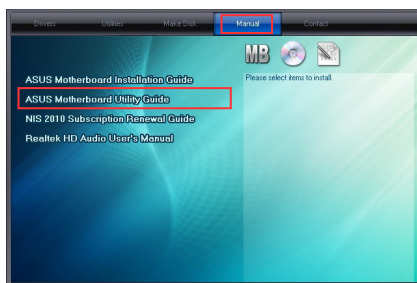 Drivers Utilities Make Disk Manual Contact
MB
Please select items to install.
ASUS Motherboard Installation Guide
ASUS Motherboard Utility Guide
NIS 2010 Subscription Renewal Guide
Realtek HD Audio User's Manual